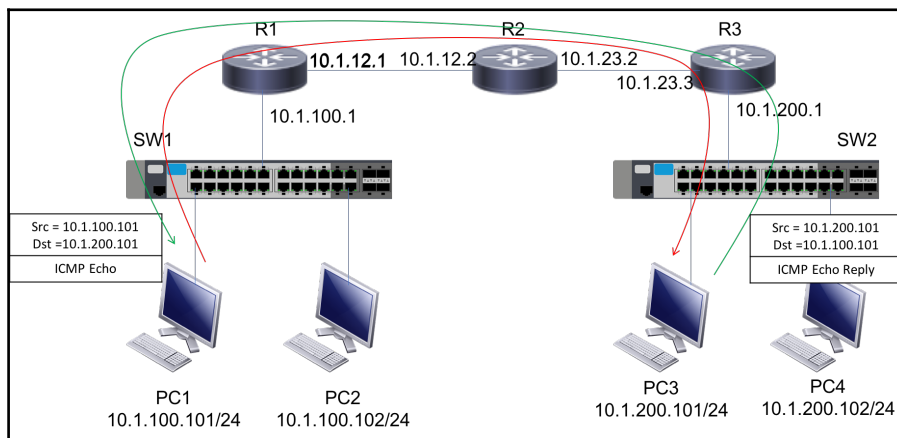 R1
R2
R3
10.1.12.1
10.1.12.2
10.1.23.2
10.1.23.3
10.1.100.1
10.1.200.1
SW1
SW2
Src = 10.1.100.101
Dst =10.1.200.101
ICMP Echo
Src = 10.1.200.101
Dst =10.1.100.101
ICMP Echo Reply
PC1
10.1.100.101/24
PC2
10.1.100.102/24
PC3
10.1.200.101/24
PC4
10.1.200.102/24